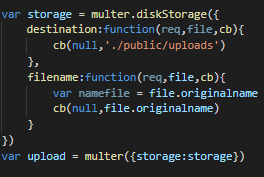 var storage = multer.diskStorage({
    destination:function(req,file,cb){
        cb(null,'./public/uploads')
    },
    filename:function(req,file,cb){
        var namefile = file.originalname
        cb(null,file.originalname)
    }
})
var upload = multer({storage:storage})